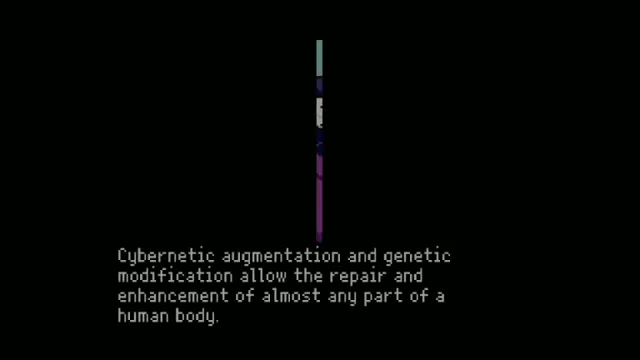 Cybernetic augmentation and genetic
modification allow the repair and
enhancement of almost any part of a
human body.